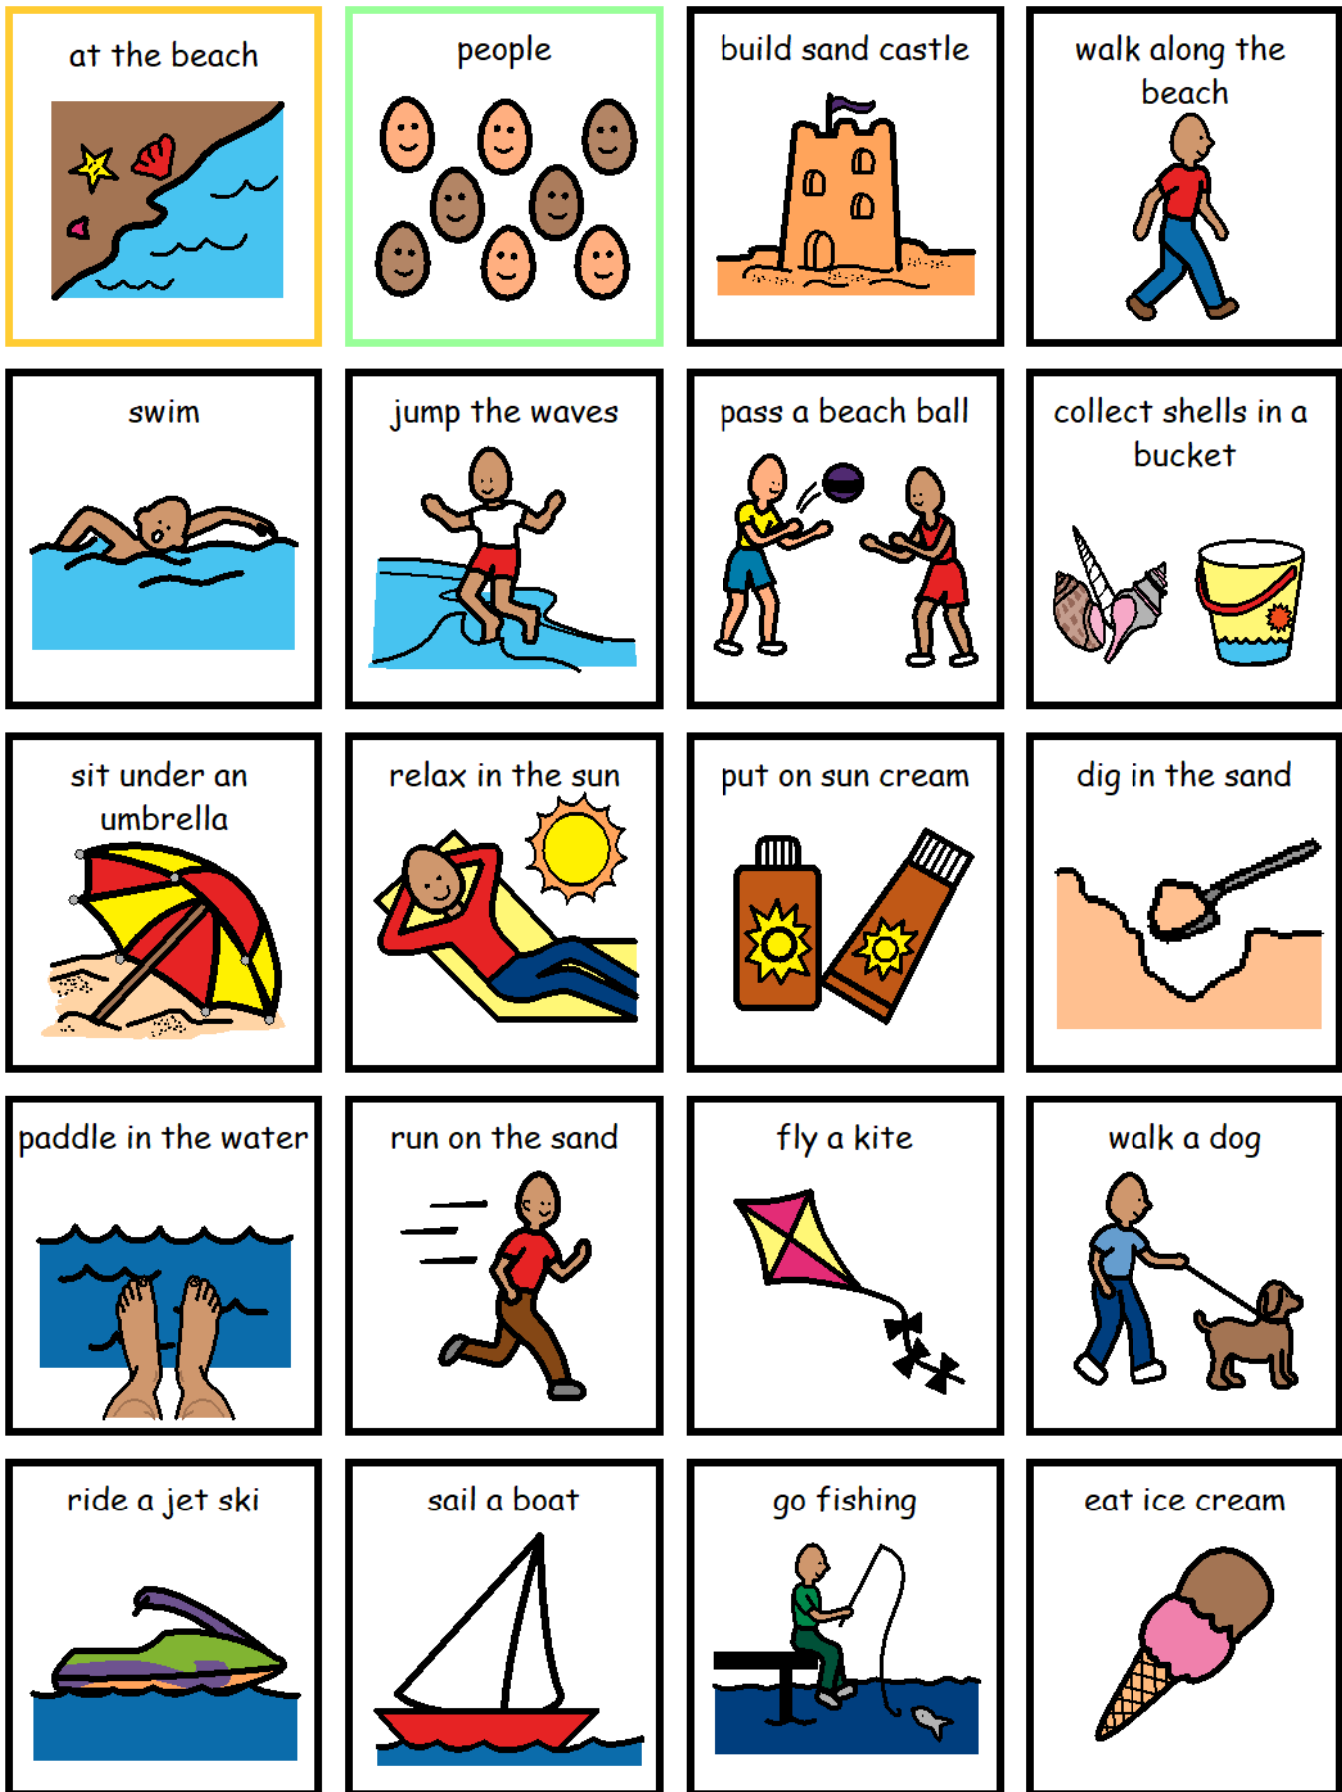 at the beach
people
build sand castle
walk along the
beach
swim
jump the waves
pass a beach ball
collect shells in a
bucket
sit under an
umbrella
relax in the sun
put on sun cream
dig in the sand
paddle in the water
run on the sand
fly a kite
walk a dog
ride a jet ski
sail a boat
go fishing
eat ice cream